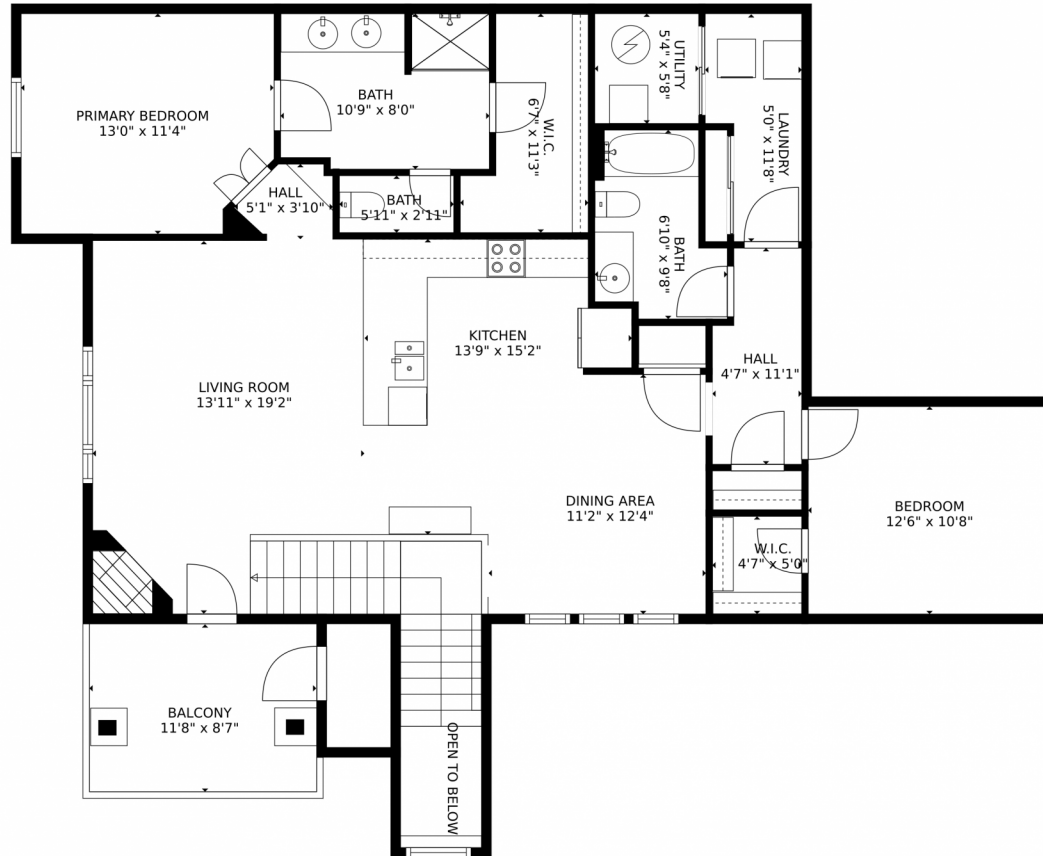 PRIMARY BEDROOM
13'0" x 11'4"
BATH
10'9" x 8'0"
W.I.C.
6'7" x 11'3"
UTILITY
5'4" x 5'8"
LAUNDRY
5'0" x 11'8"
HALL
5'1" x 3'10"
BATH
5'11" x 2'11"
BATH
6'10" x 9'8"
KITCHEN
13'9" x 15'2"
HALL
4'7" x 11'1"
LIVING ROOM
13'11" x 19'2"
DINING AREA
11'2" x 12'4"
BEDROOM
12'6" x 10'8"
W.I.C.
4'7" x 5'0"
BALCONY
11'8" x 8'7"
OPEN TO BELOW